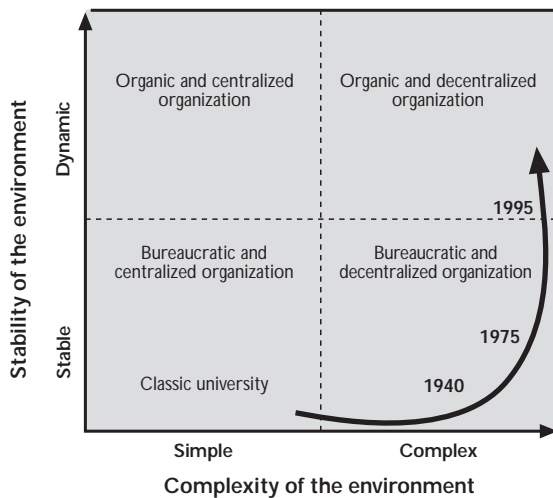 Stability of the environment
Dynamic
Stable
Organic and centralized
organization
Organic and decentralized
organization
1995
Bureaucratic and
centralized organization
Bureaucratic and
decentralized organization
1975
Classic university
1940
Simple
Complex
Complexity of the environment